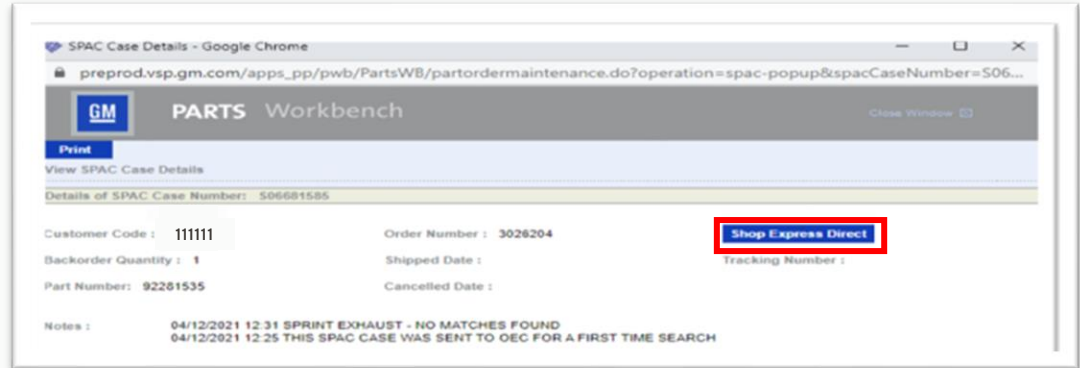 SPAC Case Details - Google Chrome
preprod.vsp.gm.com/apps_pp/pwb/PartsWB/partordermaintenance.do?operation=spac-popup&spacCaseNumber=S06...
GM PARTS Workbench Close Window
Print
View SPAC Case Details
Details of SPAC Case Number: S06681585
Customer Code : 111111 Order Number : 3026204 Shop Express Direct
Backorder Quantity : 1 Shipped Date : Tracking Number :
Part Number: 92281535 Cancelled Date :
Notes : 04/12/2021 12:31 SPRINT EXHAUST - NO MATCHES FOUND
04/12/2021 12:25 THIS SPAC CASE WAS SENT TO OEC FOR A FIRST TIME SEARCH